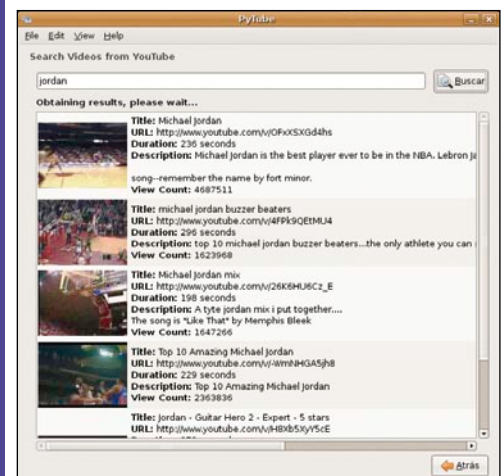 PyTube
File Edit View Help
Search Videos from YouTube
jordan
Buscar
Obtaining results, please wait...
Title: Michael Jordan
URL: http://www.youtube.com/v/OFxXSXGd4hs
Duration: 236 seconds
Description: Michael Jordan is the best player ever to be in the NBA. Lebron Ja
song--remember the name by fort minor.
View Count: 4687511
Title: michael jordan buzzer beaters
URL: http://www.youtube.com/v/4FPk9QEtMU4
Duration: 296 seconds
Description: top 10 michael jordan buzzer beaters...the only athlete you can
View Count: 1623968
Title: Michael Jordan mix
URL: http://www.youtube.com/v/26K6HU6Cz_E
Duration: 198 seconds
Description: A tyte jordan mix i put together....
The song is "Like That" by Memphis Bleek
View Count: 1647266
Title: Top 10 Amazing Michael Jordan
URL: http://www.youtube.com/v/-WmNHGA5jh8
Duration: 229 seconds
Description: Top 10 Amazing Michael Jordan
View Count: 2363836
Title: Jordan - Guitar Hero 2 - Expert - 5 stars
URL: http://www.youtube.com/v/H8Xb5XyY5cE
Atrás